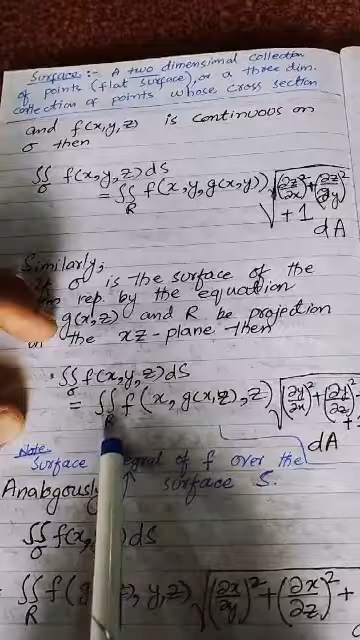 Surface :- A two dimensional collection
of points (flat surface), or a three dim.
collection of points whose cross section
and f(x,y,z) is continuous on
σ then
∬σ f(x,y,z) dS
= ∬R f(x,y,g(x,y)) √((∂z/∂x)²+(∂z/∂y)²
+1 dA
Similarly,
σ is the surface of the
rep. by the equation
g(x,z) and R be projection
the xz-plane then
∬σ f(x,y,z) dS
= ∬R f(x, g(x,z), z) √((∂y/∂x)²+(∂y/∂z)²
+1
dA
Note:
Surface integral of f over the
Analogously surface S.
∬σ f(x, dS
∬R f(g z), y, z) √((∂x/∂y)²+(∂x/∂z)²+